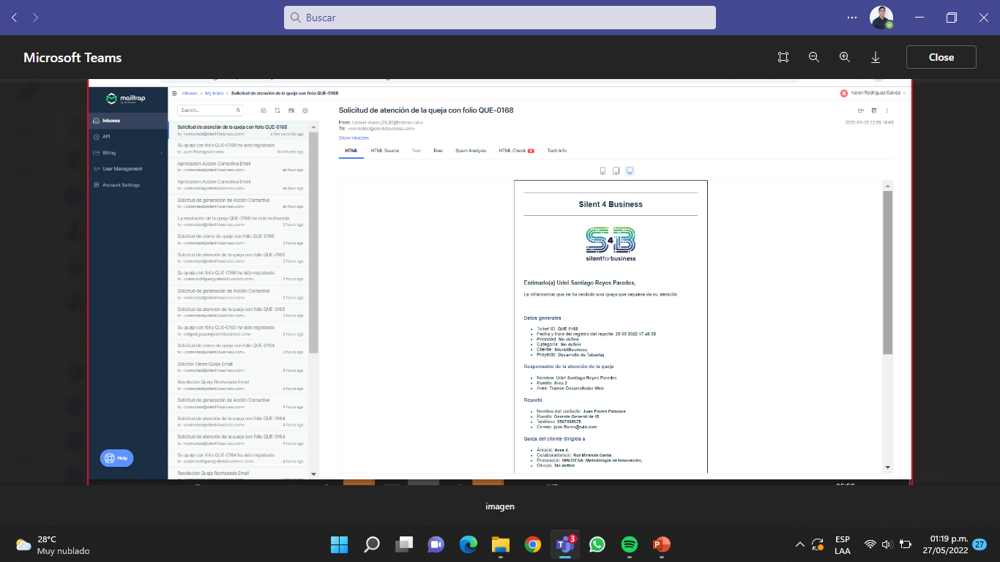 Buscar
Microsoft Teams
Close
mailtrap
Inboxes
API
Billing
User Management
Account Settings
Help
Inboxes > My Inbox > Solicitud de atención de la queja con folio QUE-0168
K Karen Rodriguez Galvez
Search...
Solicitud de atención de la queja con folio QUE-0168
to: <correotest@silent4business.com> a few seconds ago
Su queja con folio QUE-0168 ha sido registrada
to: <juan.flores@s4b.com> 10 minutes ago
Aprobacion Accion Correctiva Email
to: <correotest@silent4business.com> an hour ago
Aprobacion Accion Correctiva Email
to: <correotest@silent4business.com> an hour ago
Solicitud de generación de Acción Correctiva
to: <correotest@silent4business.com> an hour ago
La resolución de la queja QUE-0166 ha sido rechazada
to: <correotest@silent4business.com> 2 hours ago
Solicitud de cierre de queja con folio QUE-0166
to: <correotest@silent4business.com> 2 hours ago
Solicitud de atención de la queja con folio QUE-0166
to: <correotest@silent4business.com> 2 hours ago
Su queja con folio QUE-0166 ha sido registrada
to: <karen.rodriguez@silent4business.com> 2 hours ago
Solicitud de generación de Acción Correctiva
to: <correotest@silent4business.com> 2 hours ago
Solicitud de atención de la queja con folio QUE-0165
to: <correotest@silent4business.com> 2 hours ago
Su queja con folio QUE-0165 ha sido registrada
to: <miguel.gaspar@silent4business.com> 2 hours ago
Solicitud de cierre de queja con folio QUE-0164
to: <correotest@silent4business.com> 3 hours ago
Solicitar Cierre Queja Email
to: <correotest@silent4business.com> 3 hours ago
Resolucion Queja Rechazada Email
to: <correotest@silent4business.com> 4 hours ago
Solicitud de generación de Acción Correctiva
to: <correotest@silent4business.com> 4 hours ago
Solicitud de atención de la queja con folio QUE-0164
to: <correotest@silent4business.com> 4 hours ago
Solicitud de atención de la queja con folio QUE-0164
to: <correotest@silent4business.com> 4 hours ago
Su queja con folio QUE-0164 ha sido registrada
to: <karen.rodriguez@silent4business.com> 4 hours ago
Resolucion Queja Rechazada Email
Solicitud de atención de la queja con folio QUE-0168
From: Laravel <karen_03_93@hotmail.com>
To: <correotest@silent4business.com>
2022-05-25 22:59, 19 KB
Show Headers
HTML HTML Source Text Raw Spam Analysis HTML Check Tech Info
Silent 4 Business
S4B
silentforbusiness
Estimado(a) Uriel Santiago Reyes Paredes,
Le informamos que se ha recibido una queja que requiere de su atención.
Datos generales
Ticket ID: QUE-0168
Fecha y hora del registro del reporte: 25-05-2022 17:48:58
Prioridad: Sin definir
Categoría: Sin definir
Cliente: Silent4Business
Proyecto: Desarrollo de Tabantaj
Responsable de la atención de la queja
Nombre: Uriel Santiago Reyes Paredes
Puesto: Area 2
Área: Trainee Desarrollador Web
Reportó
Nombre del contacto: Juan Flores Palacios
Puesto: Gerente General de IB
Teléfono: 5567895678
Correo: juan.flores@s4b.com
Queja del cliente dirigida a
Área(s): Area 4,
Colaborador(es): Rut Miranda Garza,
Proceso(s): INN-DESA: Metodología de Innovación,
Otro(s): Sin definir
imagen
28°C
Muy nublado
3
ESP
LAA
01:19 p.m.
27/05/2022
27